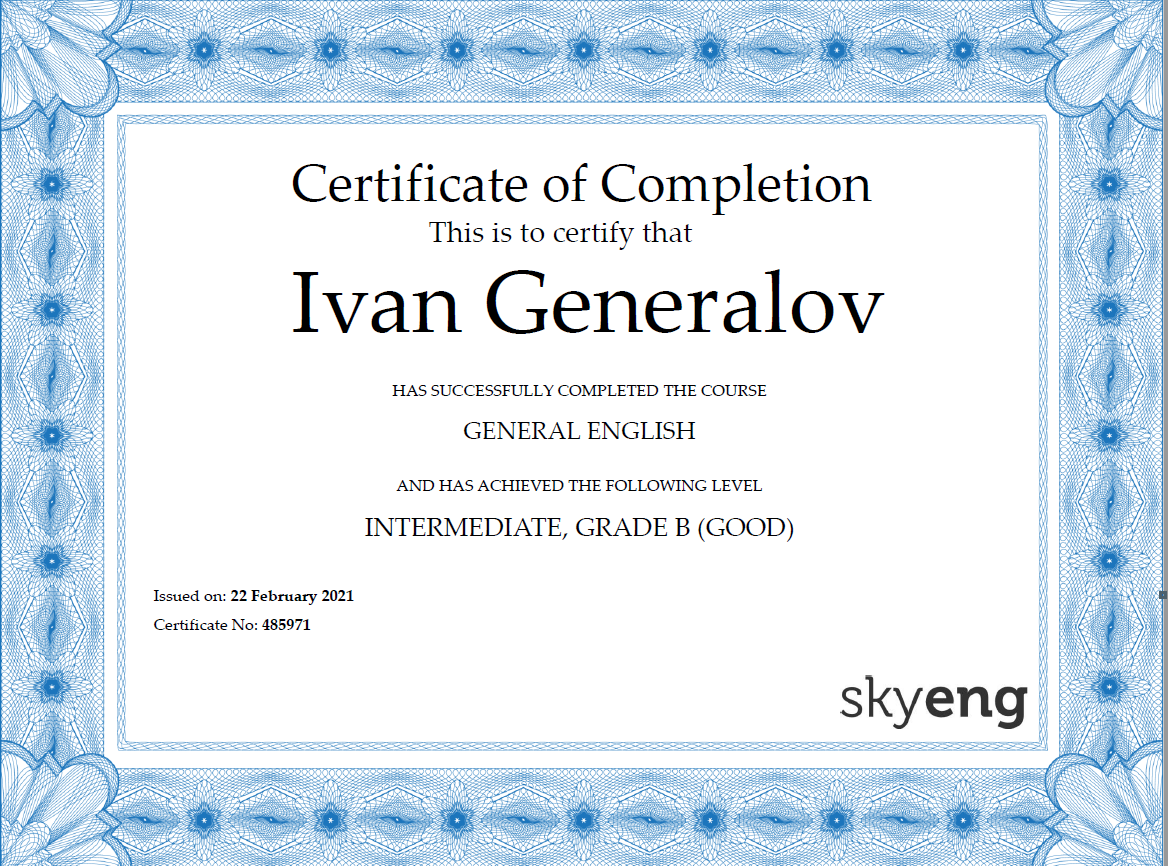 Certificate of Completion
This is to certify that
Ivan Generalov
HAS SUCCESSFULLY COMPLETED THE COURSE
GENERAL ENGLISH
AND HAS ACHIEVED THE FOLLOWING LEVEL
INTERMEDIATE, GRADE B (GOOD)
Issued on: 22 February 2021
Certificate No: 485971
skyeng